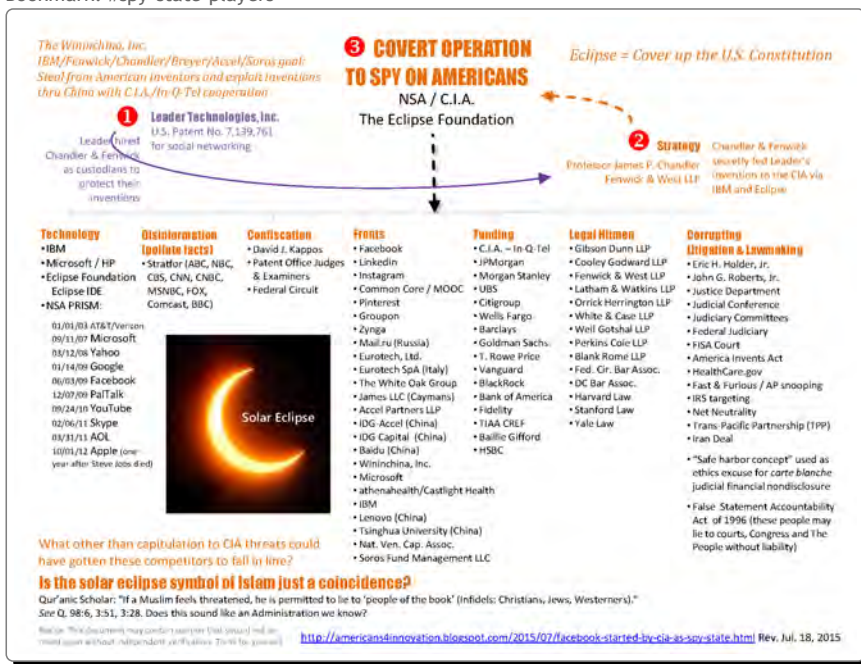 Bookmark: #spy-state-players
The Wininchina, Inc.
IBM/Fenwick/Chandler/Breyer/Accel/Soros goal:
Steal from American inventors and exploit inventions
thru China with C.I.A./In-Q-Tel cooperation
❸ COVERT OPERATION
TO SPY ON AMERICANS
NSA / C.I.A.
The Eclipse Foundation
Eclipse = Cover up the U.S. Constitution
❶ Leader Technologies, Inc.
U.S. Patent No. 7,139,761
for social networking
Leader hired
Chandler & Fenwick
as custodians to
protect their
inventions
❷ Strategy
Professor James P. Chandler
Fenwick & West LLP
Chandler & Fenwick
secretly fed Leader's
invention to the CIA via
IBM and Eclipse
Technology
•IBM
•Microsoft / HP
•Eclipse Foundation
Eclipse IDE
•NSA PRISM:
01/01/03 AT&T/Verison
09/11/07 Microsoft
03/12/08 Yahoo
01/14/09 Google
06/03/09 Facebook
12/07/09 PalTalk
09/24/10 YouTube
02/06/11 Skype
03/31/11 AOL
10/01/12 Apple (one
year after Steve Jobs died)
Disinformation
(pollute facts)
• Stratfor (ABC, NBC,
CBS, CNN, CNBC,
MSNBC, FOX,
Comcast, BBC)
Confiscation
• David J. Kappos
• Patent Office Judges
& Examiners
• Federal Circuit
Solar Eclipse
Fronts
• Facebook
• Linkedin
• Instagram
• Common Core / MOOC
• Pinterest
• Groupon
• Zynga
• Mail.ru (Russia)
• Eurotech, Ltd.
• Eurotech SpA (Italy)
• The White Oak Group
• James LLC (Caymans)
• Accel Partners LLP
• IDG-Accel (China)
• IDG Capital (China)
• Baidu (China)
• Wininchina, Inc.
• Microsoft
• athenahealth/Castlight Health
• IBM
• Lenovo (China)
• Tsinghua University (China)
• Nat. Ven. Cap. Assoc.
• Soros Fund Management LLC
Funding
• C.I.A. – In-Q-Tel
• JPMorgan
• Morgan Stanley
• UBS
• Citigroup
• Wells Fargo
• Barclays
• Goldman Sachs
• T. Rowe Price
• Vanguard
• BlackRock
• Bank of America
• Fidelity
• TIAA CREF
• Baillie Gifford
• HSBC
Legal Hitmen
• Gibson Dunn LLP
• Cooley Godward LLP
• Fenwick & West LLP
• Latham & Watkins LLP
• Orrick Herrington LLP
• White & Case LLP
• Weil Gotshal LLP
• Perkins Coie LLP
• Blank Rome LLP
• Fed. Cir. Bar Assoc.
• DC Bar Assoc.
• Harvard Law
• Stanford Law
• Yale Law
Corrupting
Litigation & Lawmaking
• Eric H. Holder, Jr.
• John G. Roberts, Jr.
• Justice Department
• Judicial Conference
• Judiciary Committees
• Federal Judiciary
• FISA Court
• America Invents Act
• HealthCare.gov
• Fast & Furious / AP snooping
• IRS targeting
• Net Neutrality
• Trans-Pacific Partnership (TPP)
• Iran Deal
• "Safe harbor concept" used as
ethics excuse for carte blanche
judicial financial nondisclosure
• False Statement Accountability
Act of 1996 (these people may
lie to courts, Congress and The
People without liability)
What other than capitulation to CIA threats could
have gotten these competitors to fall in line?
Is the solar eclipse symbol of Islam just a coincidence?
Qur'anic Scholar: "If a Muslim feels threatened, he is permitted to lie to 'people of the book' (Infidels: Christians, Jews, Westerners)."
See Q. 98:6, 3:51, 3:28. Does this sound like an Administration we know?
http://americans4innovation.blogspot.com/2015/07/facebook-started-by-cia-as-spy-state.html Rev. Jul. 18, 2015